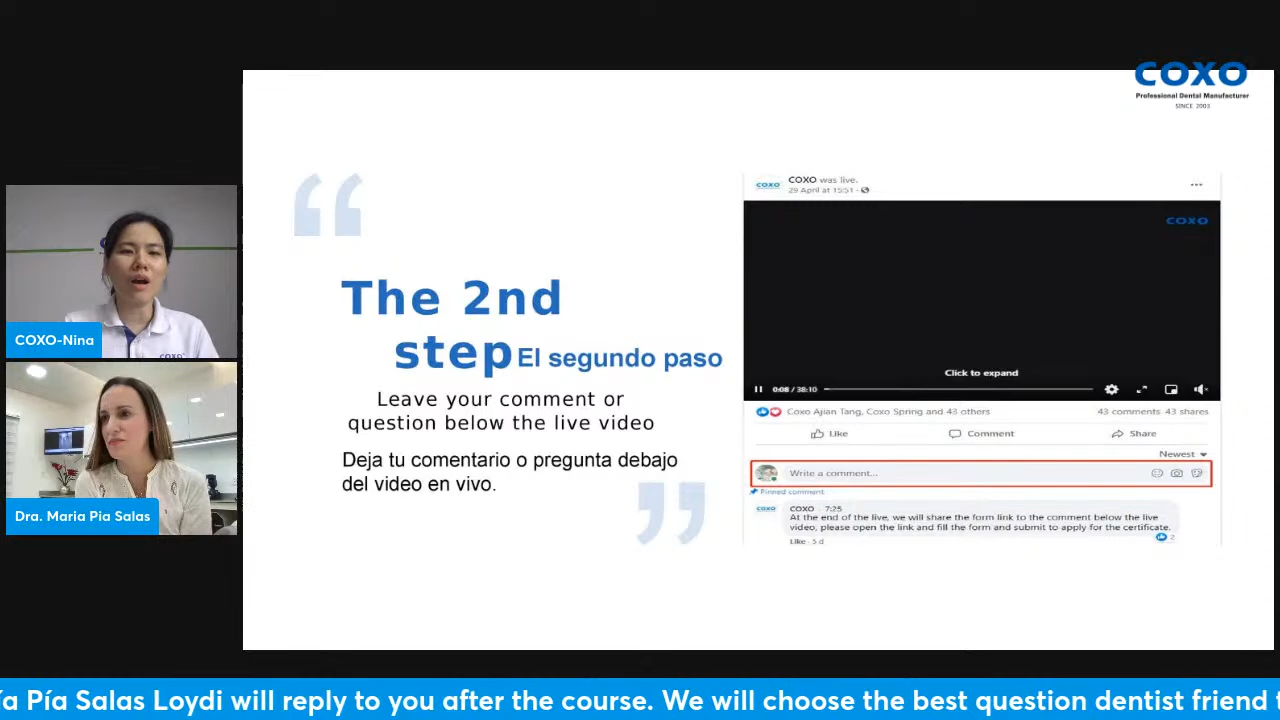 COXO
Professional Dental Manufacturer
SINCE 2003
COXO-Nina
Dra. Maria Pia Salas
The 2nd
step El segundo paso
Leave your comment or
question below the live video
Deja tu comentario o pregunta debajo
del video en vivo.
COXO
COXO was live.
29 April at 15:51 ·
COXO
Click to expand
0:08 / 38:10
Coxo Ajian Tang, Coxo Spring and 43 others
43 comments 43 shares
Like
Comment
Share
Newest
Write a comment...
Pinned comment
COXO
COXO · 7:25
At the end of the live, we will share the form link to the comment below the live
video, please open the link and fill the form and submit to apply for the certificate.
2
Like · 5 d
Pía Salas Loydi will reply to you after the course. We will choose the best question dentist friend